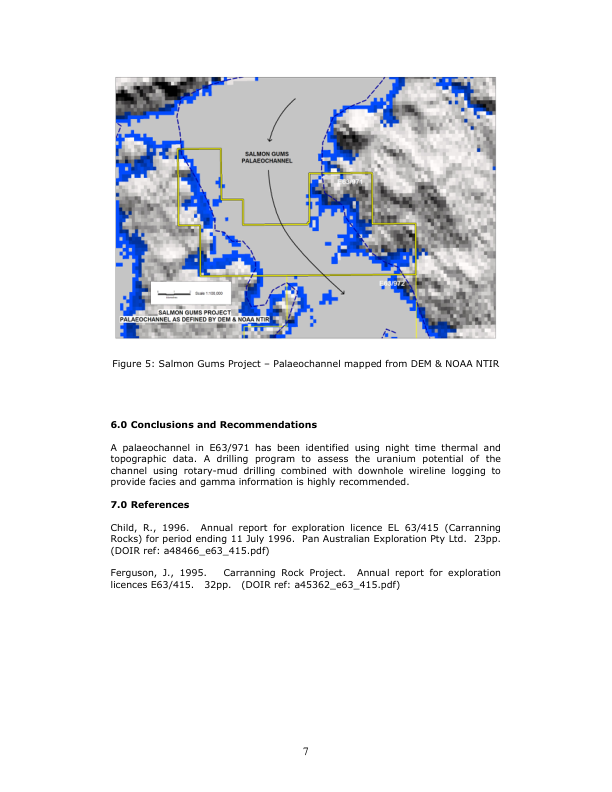 SALMON GUMS
PALAEOCHANNEL
E63/971
E63/972
Scale 1:100,000
SALMON GUMS PROJECT
PALAEOCHANNEL AS DEFINED BY DEM & NOAA NTIR
Figure 5: Salmon Gums Project – Palaeochannel mapped from DEM & NOAA NTIR
6.0 Conclusions and Recommendations
A palaeochannel in E63/971 has been identified using night time thermal and
topographic data. A drilling program to assess the uranium potential of the
channel using rotary-mud drilling combined with downhole wireline logging to
provide facies and gamma information is highly recommended.
7.0 References
Child, R., 1996. Annual report for exploration licence EL 63/415 (Carranning
Rocks) for period ending 11 July 1996. Pan Australian Exploration Pty Ltd. 23pp.
(DOIR ref: a48466_e63_415.pdf)
Ferguson, J., 1995. Carranning Rock Project. Annual report for exploration
licences E63/415. 32pp. (DOIR ref: a45362_e63_415.pdf)
7